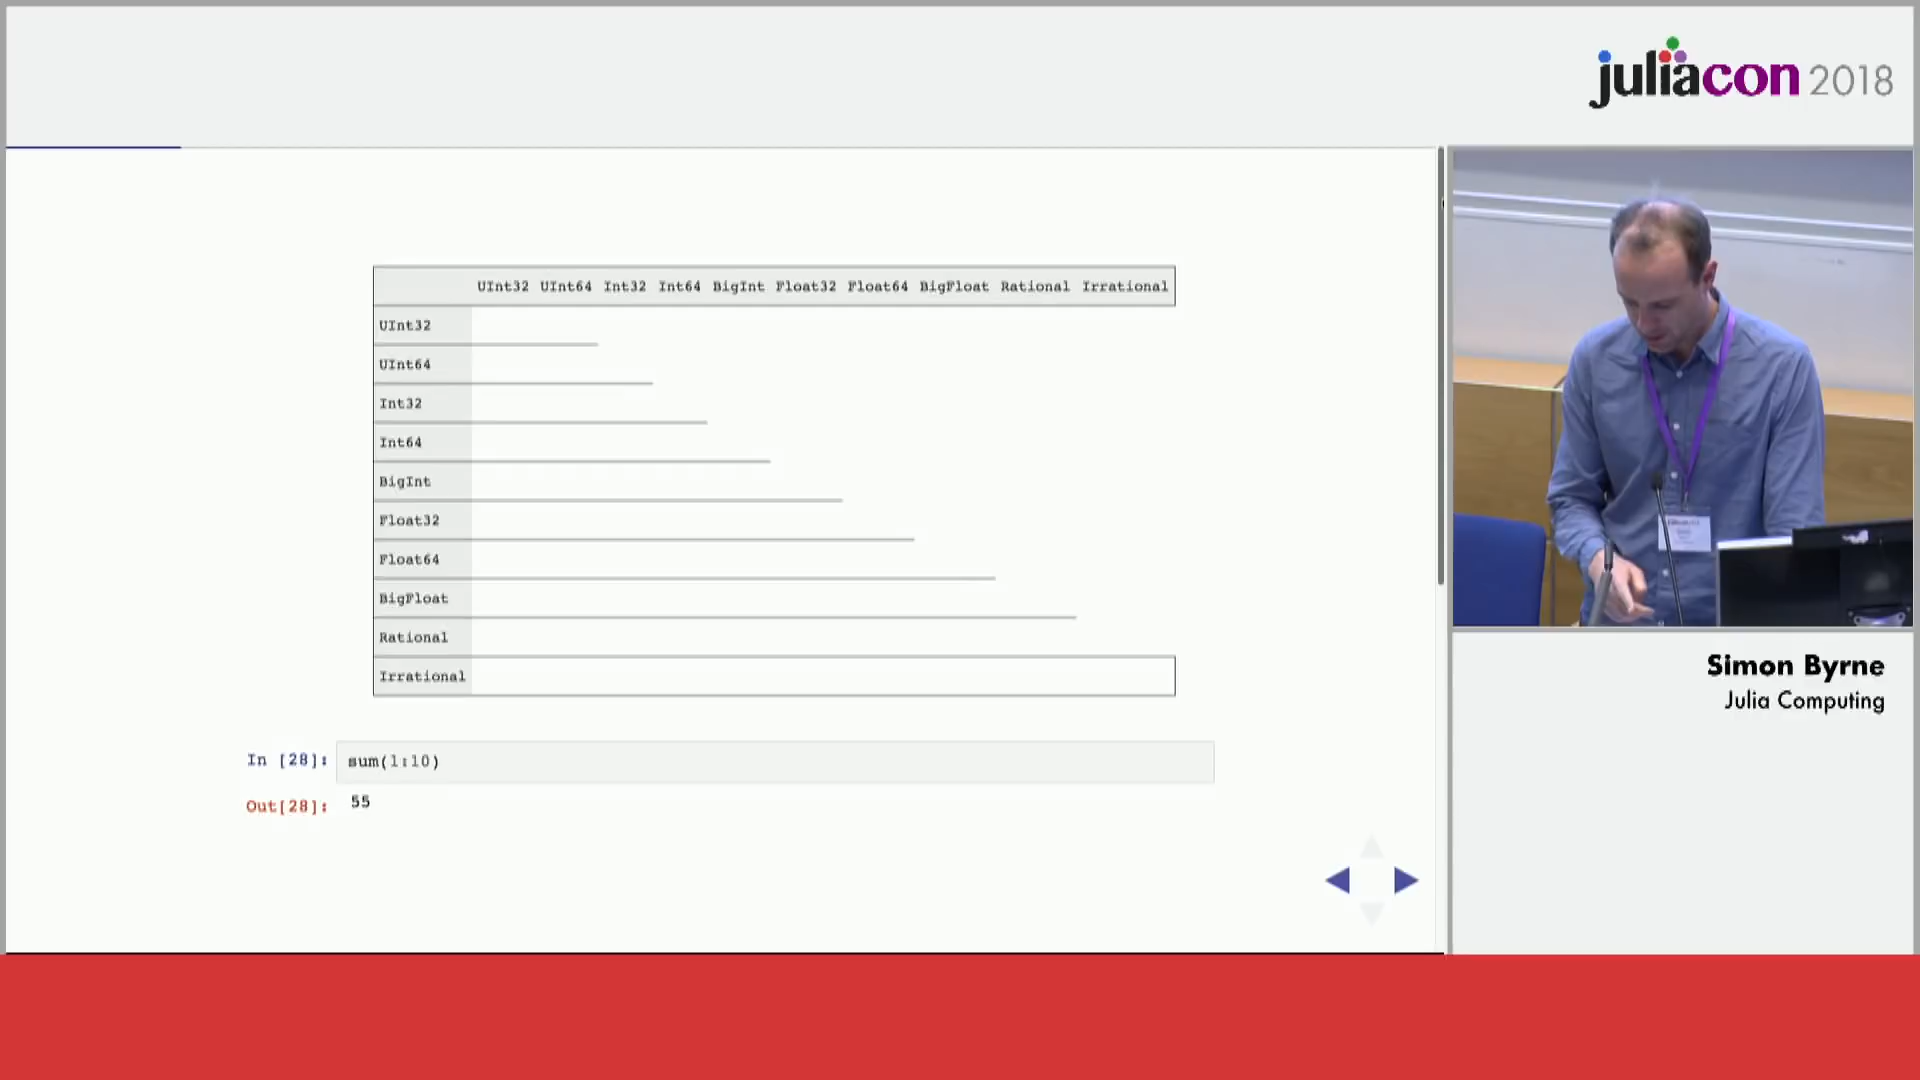 juliacon 2018
UInt32 UInt64 Int32 Int64 BigInt Float32 Float64 BigFloat Rational Irrational
UInt32
UInt64
Int32
Int64
BigInt
Float32
Float64
BigFloat
Rational
Irrational
In [28]: sum(1:10)
Out[28]: 55
Simon Byrne
Julia Computing